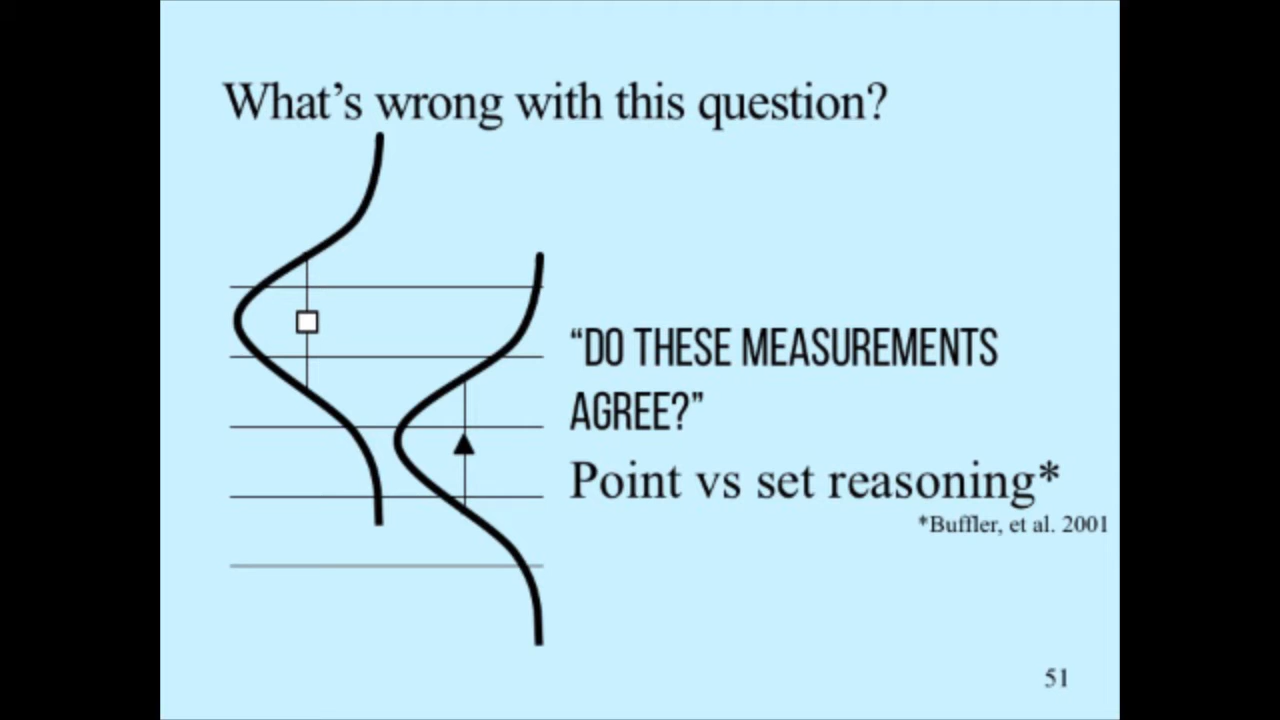 What’s wrong with this question?
“DO THESE MEASUREMENTS
AGREE?”
Point vs set reasoning*
*Buffler, et al. 2001
51